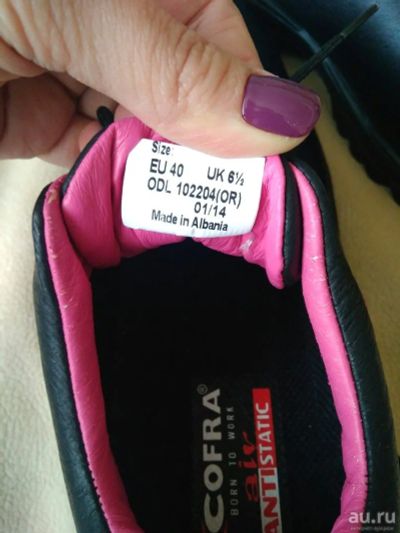 Size:
EU 40 UK 6½
ODL 102204(OR)
01/14
Made in Albania
COFRA®
BORN TO WORK
air
ANTISTATIC
au.ru